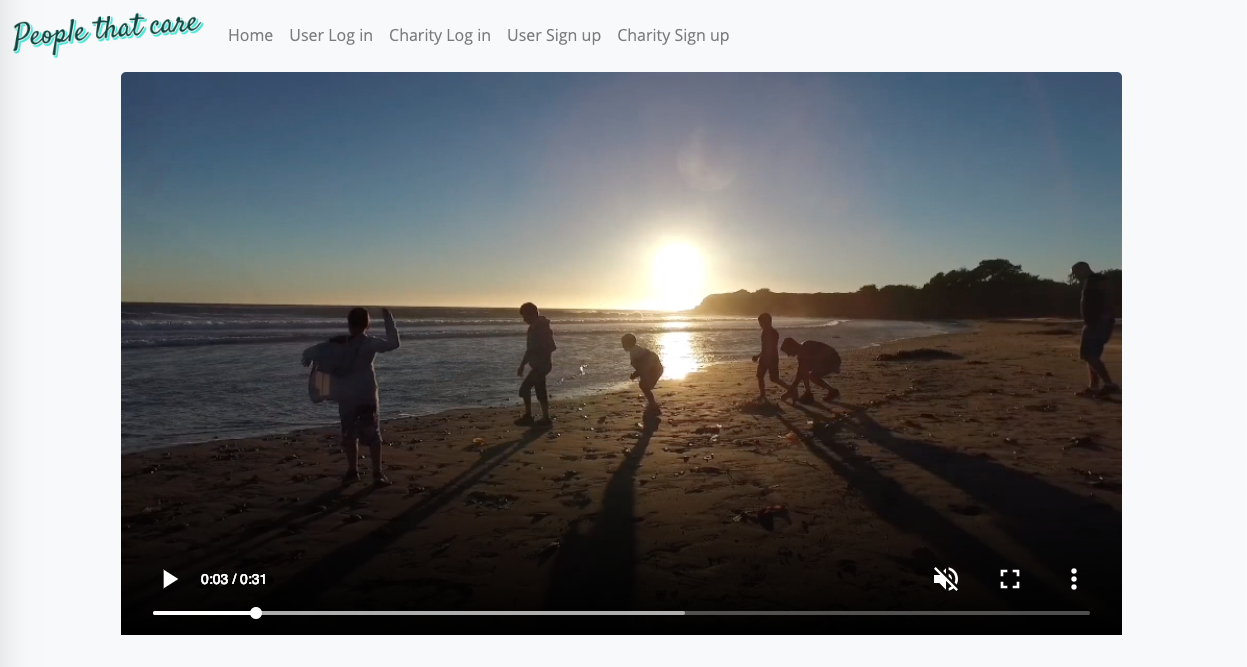 People that care
Home User Log in Charity Log in User Sign up Charity Sign up
0:03 / 0:31